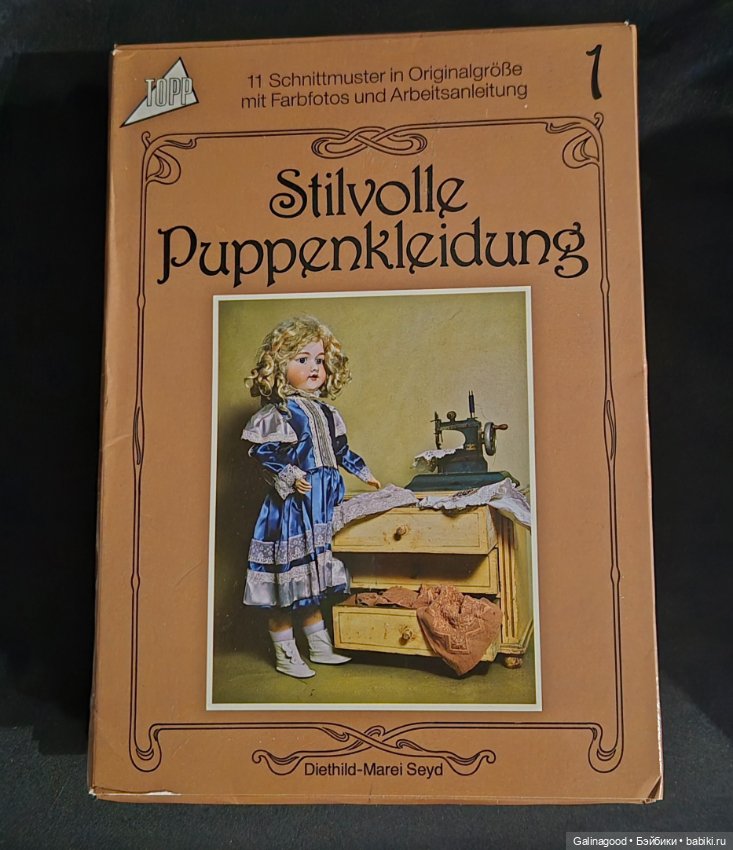 TOPP
11 Schnittmuster in Originalgröße
mit Farbfotos und Arbeitsanleitung
1
Stilvolle
Puppenkleidung
Diethild-Marei Seyd
Galinagood • Бэйбики • babiki.ru